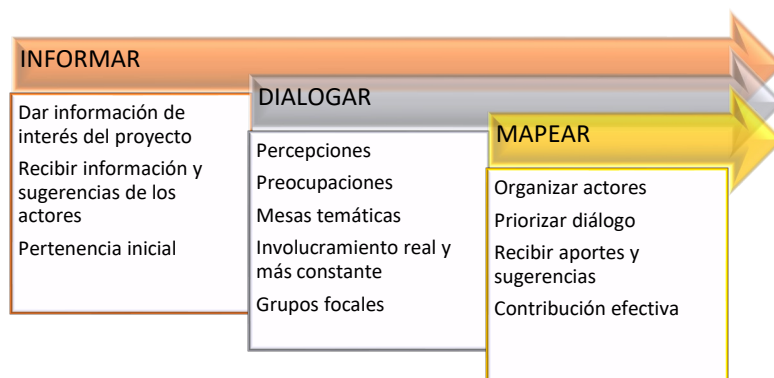 INFORMAR
Dar información de
interés del proyecto
Recibir información y
sugerencias de los
actores
Pertenencia inicial
DIALOGAR
Percepciones
Preocupaciones
Mesas temáticas
Involucramiento real y
más constante
Grupos focales
MAPEAR
Organizar actores
Priorizar diálogo
Recibir aportes y
sugerencias
Contribución efectiva